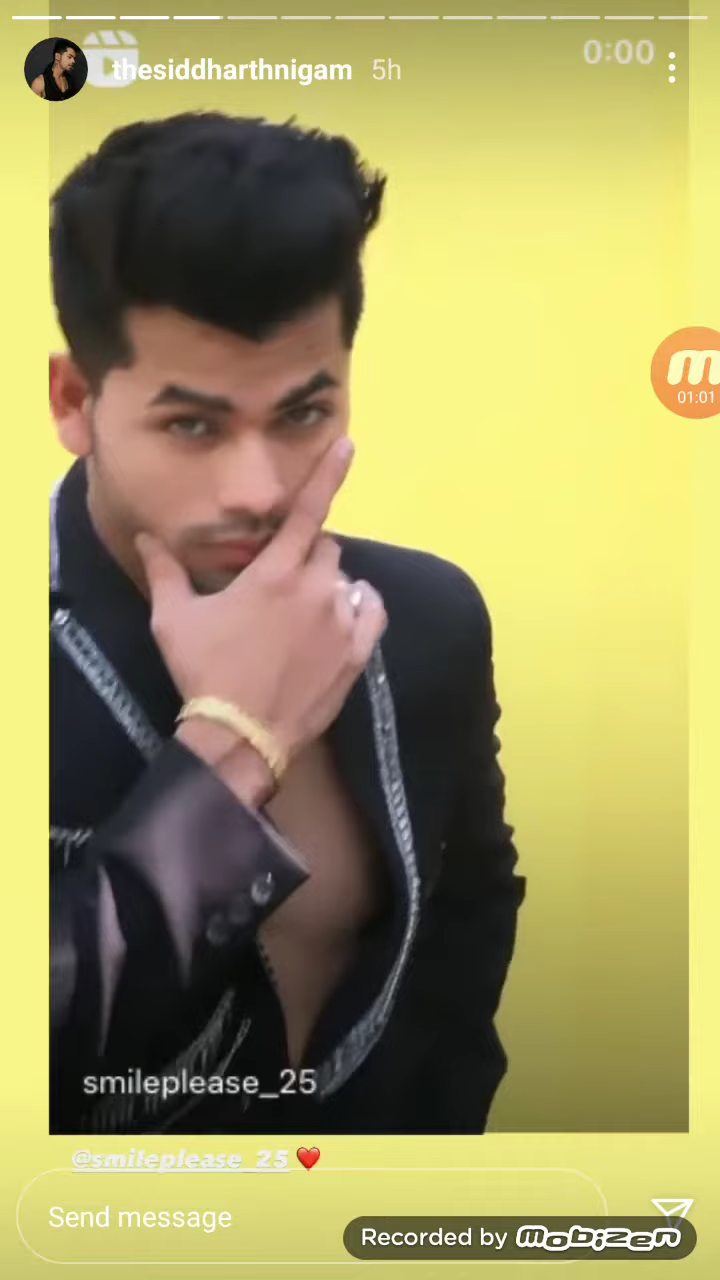 thesiddharthnigam 5h
0:00
01:01
smileplease_25
@smileplease_25 ❤️
Send message
Recorded by Mobizen